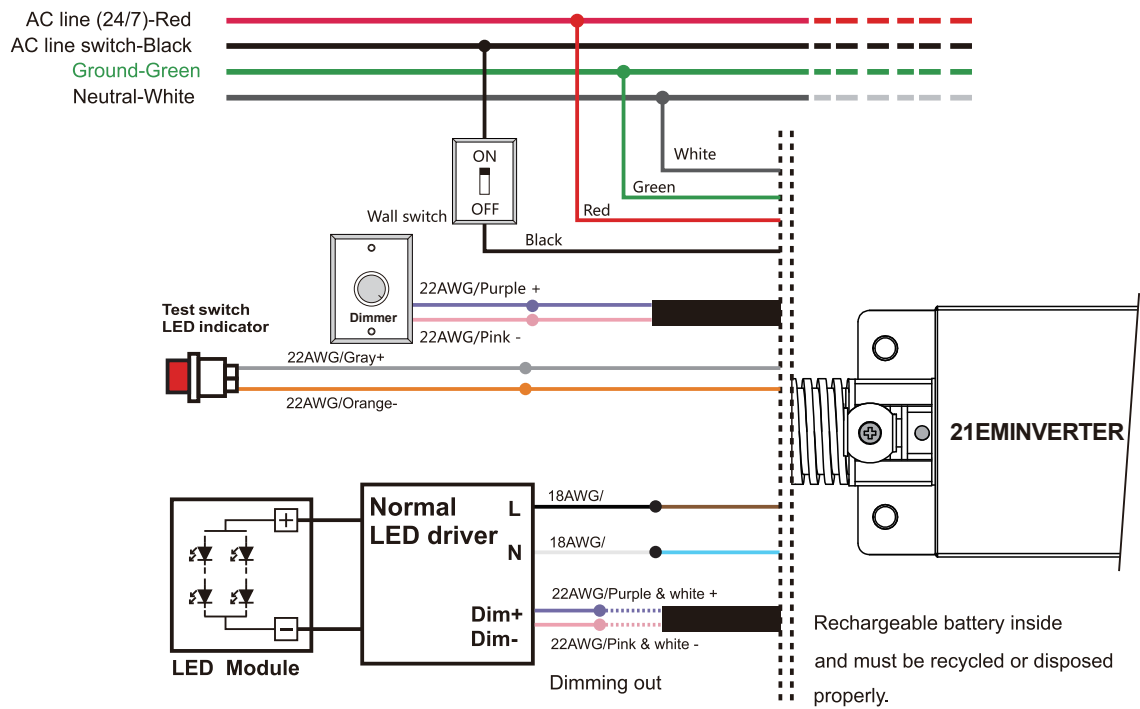 AC line (24/7)-Red
AC line switch-Black
Ground-Green
Neutral-White
White
ON
Green
OFF
Red
Wall switch
Black
22AWG/Purple +
Dimmer
22AWG/Pink -
Test switch
LED indicator
22AWG/Gray+
22AWG/Orange-
21EMINVERTER
Normal
LED driver
L
18AWG/
N
18AWG/
+
-
LED Module
Dim+
Dim-
22AWG/Purple & white +
22AWG/Pink & white -
Dimming out
Rechargeable battery inside
and must be recycled or disposed
properly.